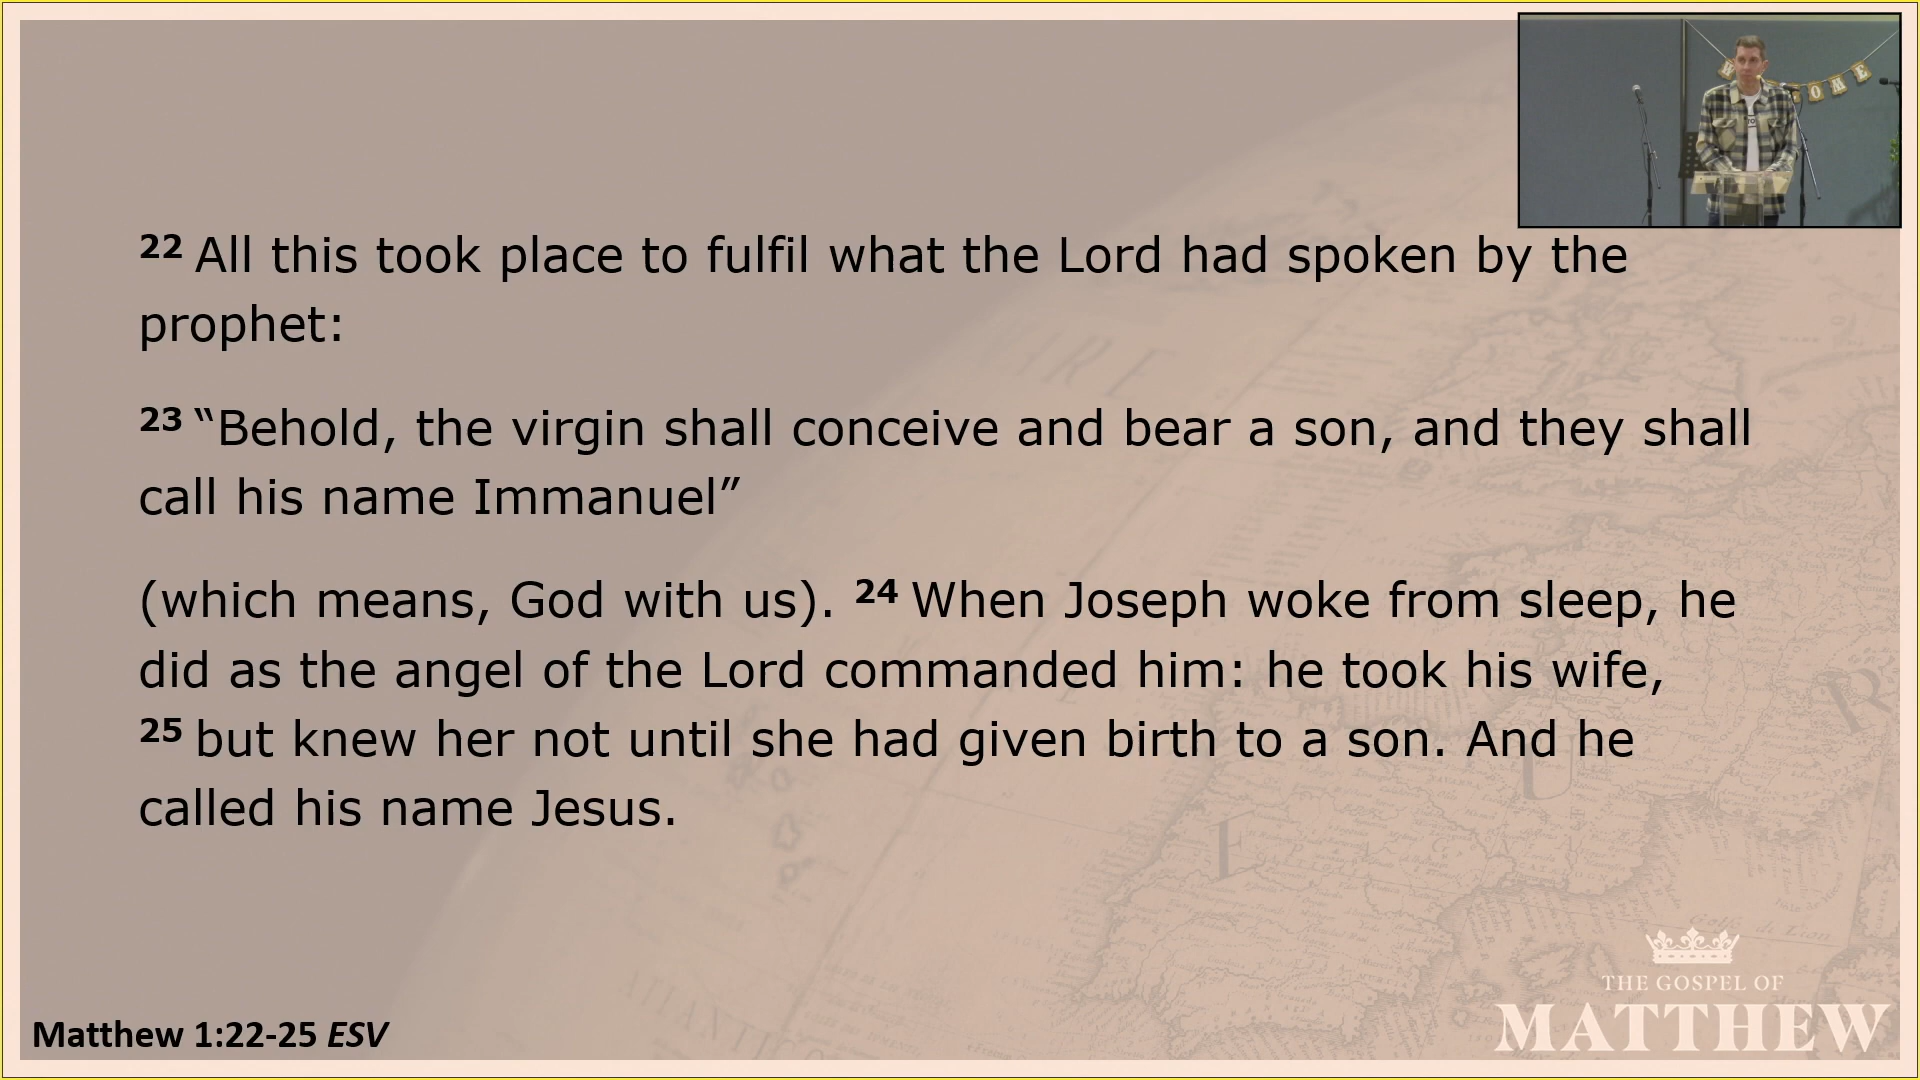 22 All this took place to fulfil what the Lord had spoken by the
prophet:
23 “Behold, the virgin shall conceive and bear a son, and they shall
call his name Immanuel”
(which means, God with us). 24 When Joseph woke from sleep, he
did as the angel of the Lord commanded him: he took his wife,
25 but knew her not until she had given birth to a son. And he
called his name Jesus.
Matthew 1:22-25 ESV
THE GOSPEL OF
MATTHEW